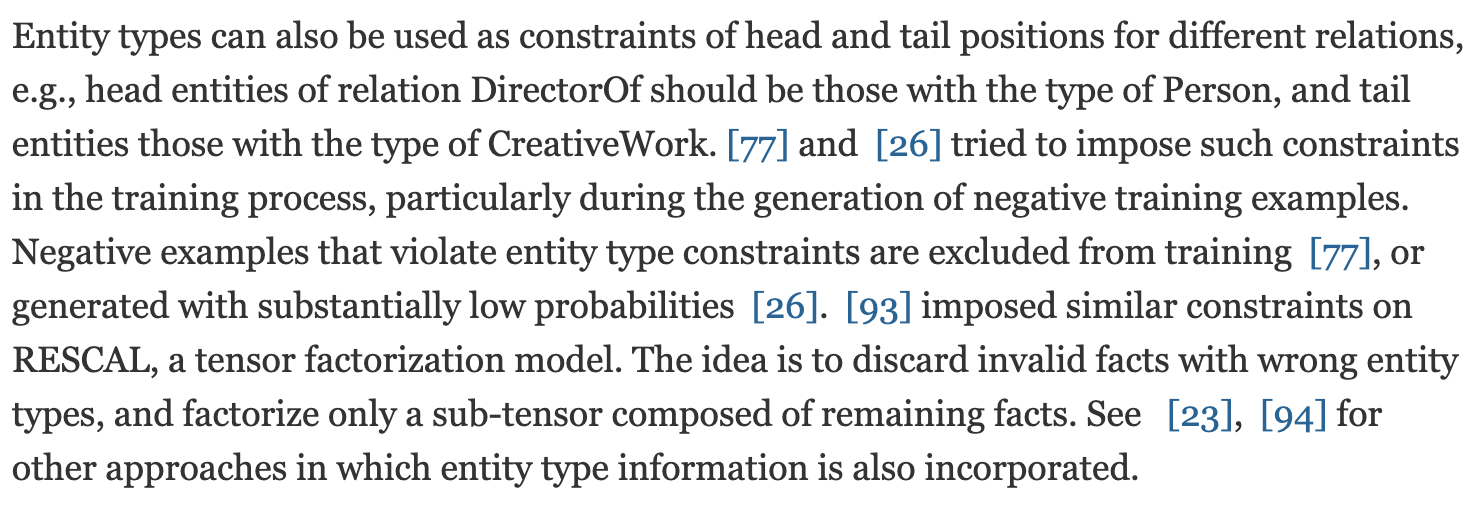 Entity types can also be used as constraints of head and tail positions for different relations,
e.g., head entities of relation DirectorOf should be those with the type of Person, and tail
entities those with the type of CreativeWork. [77] and [26] tried to impose such constraints
in the training process, particularly during the generation of negative training examples.
Negative examples that violate entity type constraints are excluded from training [77], or
generated with substantially low probabilities [26]. [93] imposed similar constraints on
RESCAL, a tensor factorization model. The idea is to discard invalid facts with wrong entity
types, and factorize only a sub-tensor composed of remaining facts. See [23], [94] for
other approaches in which entity type information is also incorporated.